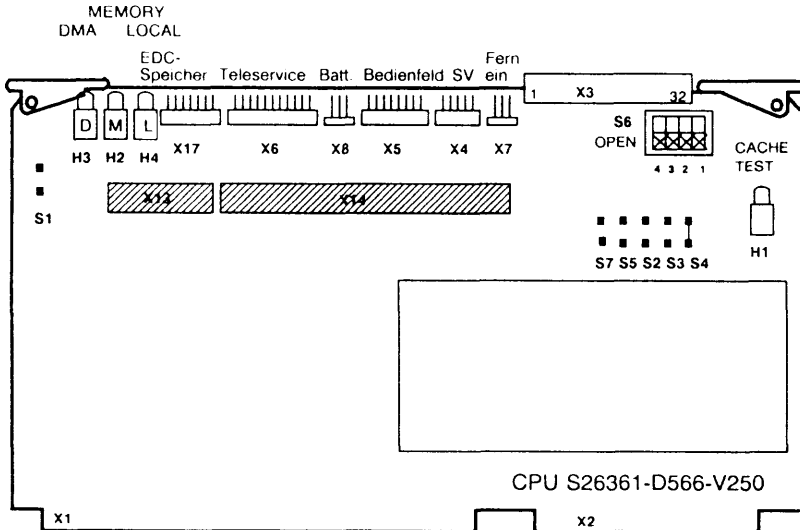 MEMORY
DMA LOCAL
EDC-
Speicher Teleservice Batt. Bedienfeld SV Fern
ein
1 X3 32
S6
OPEN
4 3 2 1
CACHE
TEST
D M L
H3 H2 H4 X17 X6 X8 X5 X4 X7
X13 X14
S1
H1
S7 S5 S2 S3 S4
CPU S26361-D566-V250
X1 X2